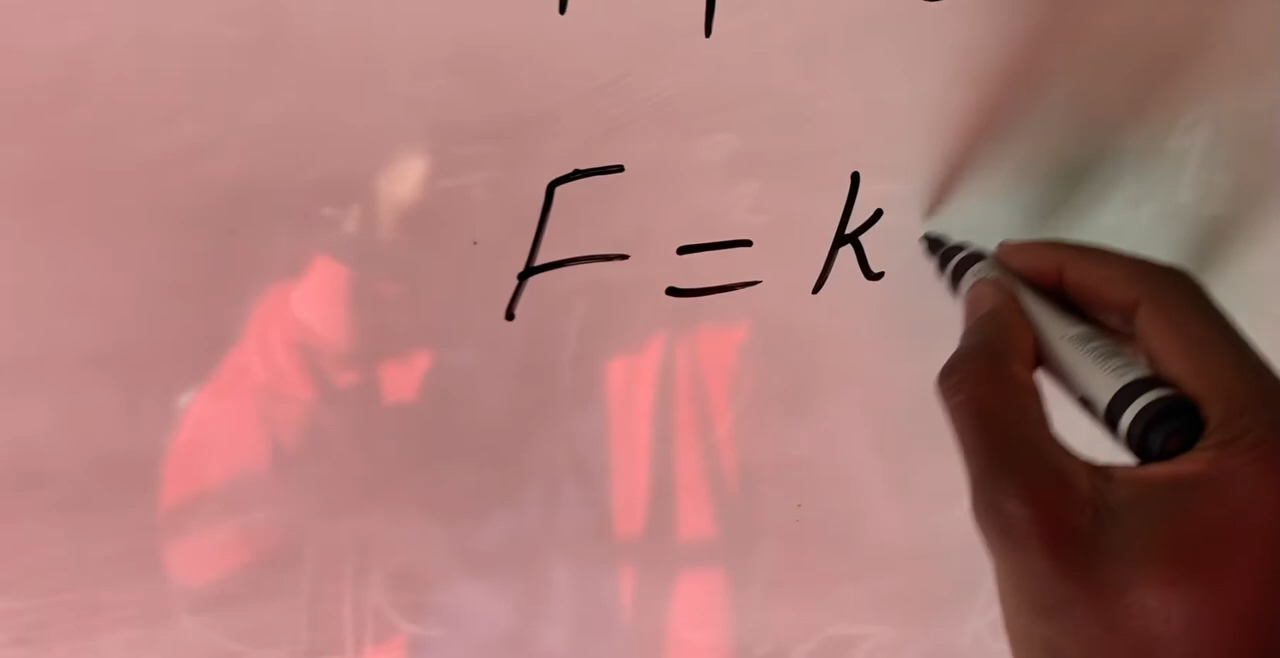 F = k